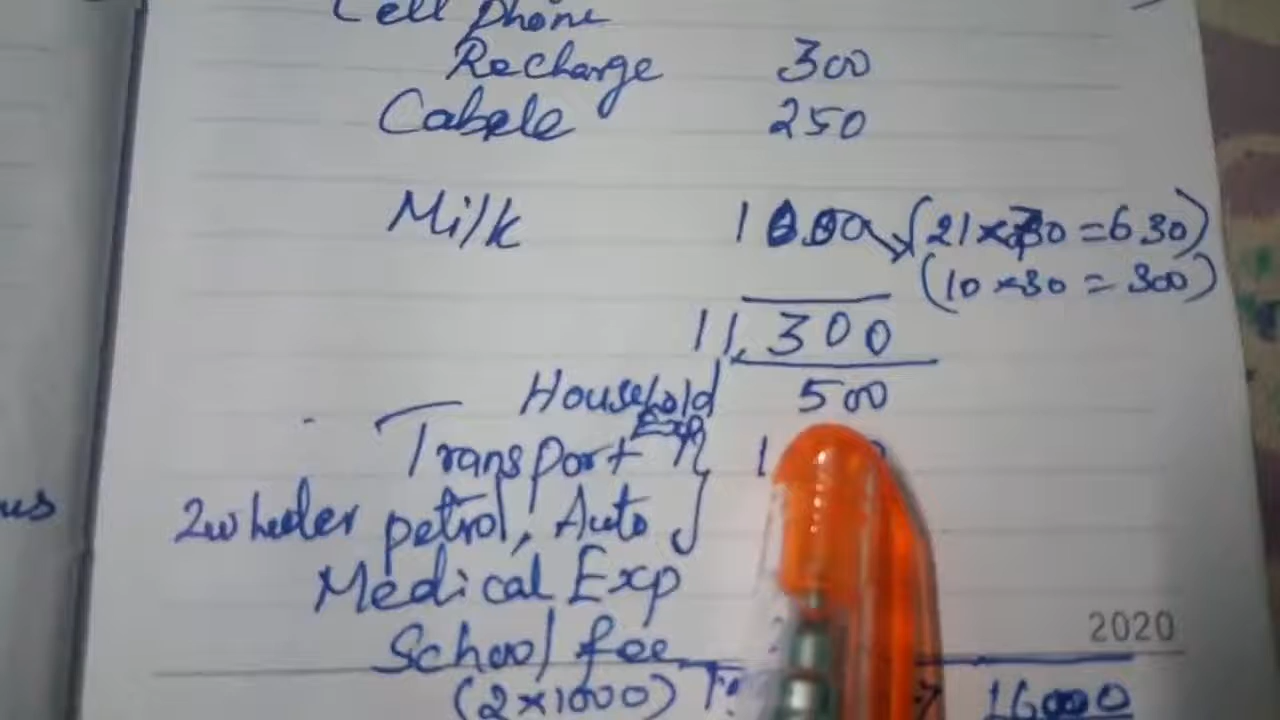 Cell phone
Recharge 300
Cabele 250
Milk 1000 (21×30=630)
(10×30=300)
11,300
Household 500
Exp
Transport
2wheeler petrol, Auto
Medical Exp
School fee
2020
(2×1000) 16000